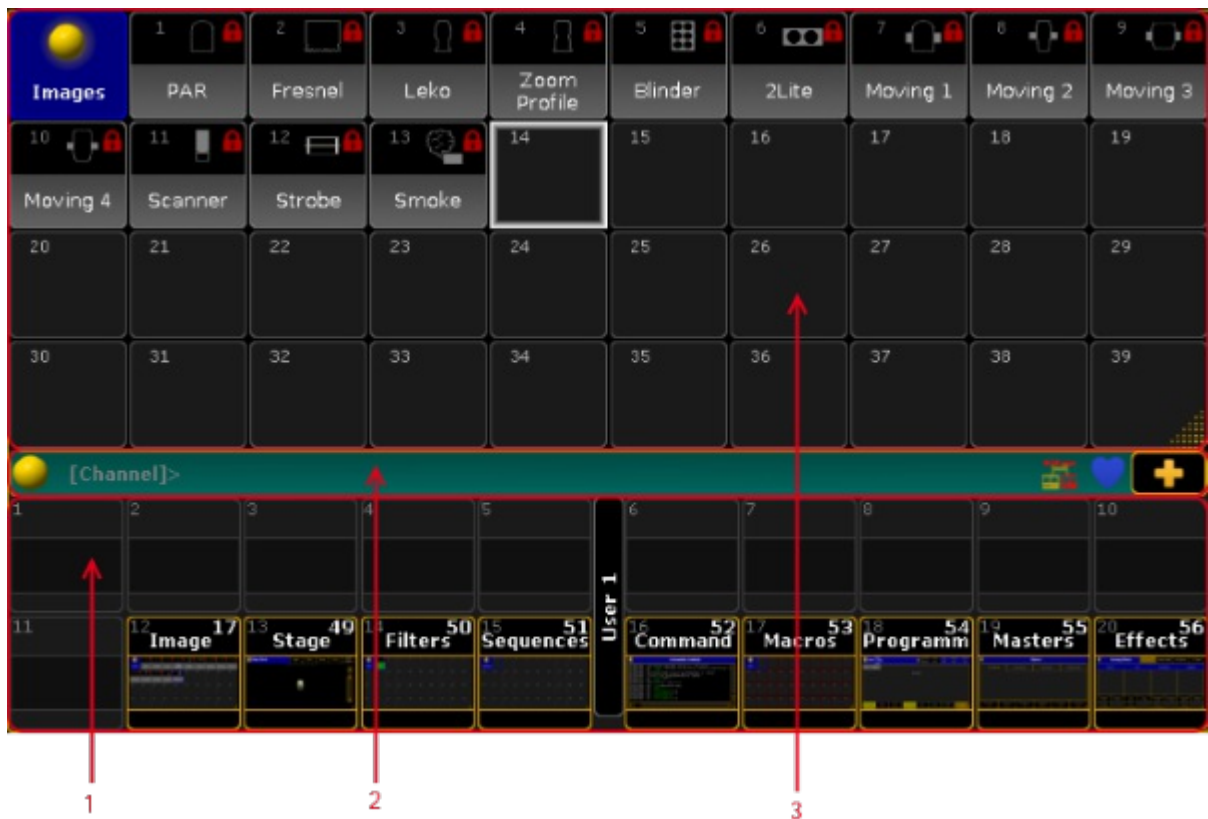 Images 1 PAR 2 Fresnel 3 Leko 4 Zoom Profile 5 Blinder 6 2Lite 7 Moving 1 8 Moving 2 9 Moving 3
10 Moving 4 11 Scanner 12 Strobe 13 Smoke 14 15 16 17 18 19
20 21 22 23 24 25 26 27 28 29
30 31 32 33 34 35 36 37 38 39
[Channel]>
1 2 3 4 5 User 1 6 7 8 9 10
11 12 Image 17 13 Stage 49 14 Filters 50 15 Sequences 51 16 Command 52 17 Macros 53 18 Programm 54 19 Masters 55 20 Effects 56
1 2 3